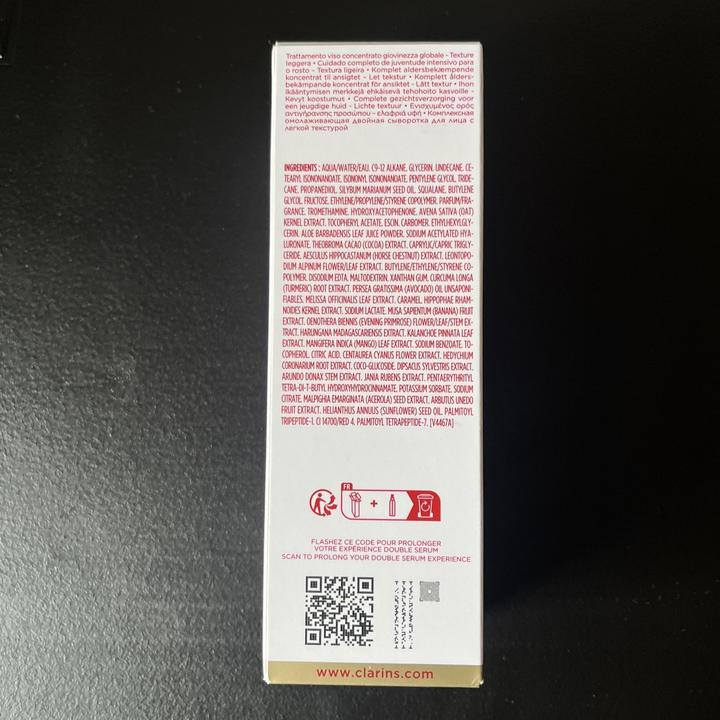 Trattamento viso concentrato giovinezza globale - Texture
leggera • Cuidado completo de juventude intensivo para
o rosto - Textura ligeira • Komplet aldersbekæmpende
koncentrat til ansigtet - Let tekstur • Komplett ålders-
bekämpande koncentrat för ansiktet - Lätt textur • Ihon
ikääntymisen merkkejä ehkäisevä tehohoito kasvoille -
Kevyt koostumus • Complete gezichtsverzorging voor
een jeugdige huid - Lichte textuur • Ενισχυμένος ορός
αντιγήρανσης προσώπου - ελαφριά υφή • Комплексная
омолаживающая двойная сыворотка для лица с
легкой текстурой
INGREDIENTS : AQUA/WATER/EAU. C9-12 ALKANE. GLYCERIN. UNDECANE. CE-
TEARYL ISONONANOATE. ISONONYL ISONONANOATE. PENTYLENE GLYCOL. TRIDE-
CANE. PROPANEDIOL. SILYBUM MARIANUM SEED OIL. SQUALANE. BUTYLENE
GLYCOL. FRUCTOSE. ETHYLENE/PROPYLENE/STYRENE COPOLYMER. PARFUM/FRA-
GRANCE. TROMETHAMINE. HYDROXYACETOPHENONE. AVENA SATIVA (OAT)
KERNEL EXTRACT. TOCOPHERYL ACETATE. ESCIN. CARBOMER. ETHYLHEXYLGLY-
CERIN. ALOE BARBADENSIS LEAF JUICE POWDER. SODIUM ACETYLATED HYA-
LURONATE. THEOBROMA CACAO (COCOA) EXTRACT. CAPRYLIC/CAPRIC TRIGLY-
CERIDE. AESCULUS HIPPOCASTANUM (HORSE CHESTNUT) EXTRACT. LEONTOPO-
DIUM ALPINUM FLOWER/LEAF EXTRACT. BUTYLENE/ETHYLENE/STYRENE CO-
POLYMER. DISODIUM EDTA. MALTODEXTRIN. XANTHAN GUM. CURCUMA LONGA
(TURMERIC) ROOT EXTRACT. PERSEA GRATISSIMA (AVOCADO) OIL UNSAPONI-
FIABLES. MELISSA OFFICINALIS LEAF EXTRACT. CARAMEL. HIPPOPHAE RHAM-
NOIDES KERNEL EXTRACT. SODIUM LACTATE. MUSA SAPIENTUM (BANANA) FRUIT
EXTRACT. OENOTHERA BIENNIS (EVENING PRIMROSE) FLOWER/LEAF/STEM EX-
TRACT. HARUNGANA MADAGASCARIENSIS EXTRACT. KALANCHOE PINNATA LEAF
EXTRACT. MANGIFERA INDICA (MANGO) LEAF EXTRACT. SODIUM BENZOATE. TO-
COPHEROL. CITRIC ACID. CENTAUREA CYANUS FLOWER EXTRACT. HEDYCHIUM
CORONARIUM ROOT EXTRACT. COCO-GLUCOSIDE. DIPSACUS SYLVESTRIS EXTRACT.
ARUNDO DONAX STEM EXTRACT. JANIA RUBENS EXTRACT. PENTAERYTHRITYL
TETRA-DI-T-BUTYL HYDROXYHYDROCINNAMATE. POTASSIUM SORBATE. SODIUM
CITRATE. MALPIGHIA EMARGINATA (ACEROLA) SEED EXTRACT. ARBUTUS UNEDO
FRUIT EXTRACT. HELIANTHUS ANNUUS (SUNFLOWER) SEED OIL. PALMITOYL
TRIPEPTIDE-1. CI 14700/RED 4. PALMITOYL TETRAPEPTIDE-7. [V4467A]
FR
+
FLASHEZ CE CODE POUR PROLONGER
VOTRE EXPÉRIENCE DOUBLE SERUM
SCAN TO PROLONG YOUR DOUBLE SERUM EXPERIENCE
www.clarins.com